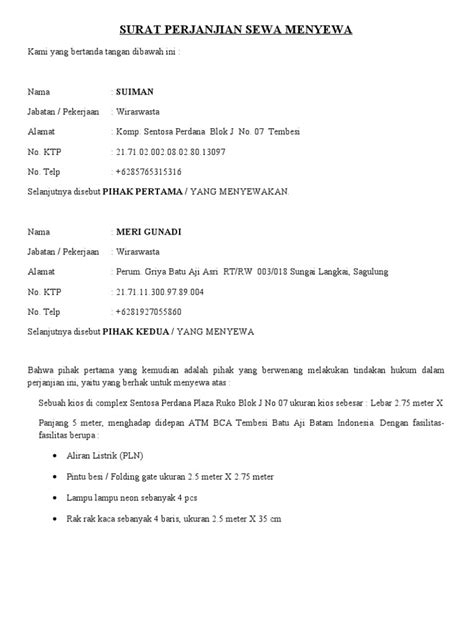 SURAT PERJANJIAN SEWA MENYEWA
Kami yang bertanda tangan dibawah ini :
Nama : SUIMAN
Jabatan / Pekerjaan : Wiraswasta
Alamat : Komp. Sentosa Perdana Blok J No. 07 Tembesi
No. KTP : 21.71.02.002.08.02.80.13097
No. Telp : +6285765315316
Selanjutnya disebut PIHAK PERTAMA / YANG MENYEWAKAN.
Nama : MERI GUNADI
Jabatan / Pekerjaan : Wiraswasta
Alamat : Perum. Griya Batu Aji Asri RT/RW 003/018 Sungai Langkai, Sagulung
No. KTP : 21.71.11.300.97.89.004
No. Telp : +6281927055860
Selanjutnya disebut PIHAK KEDUA / YANG MENYEWA
Bahwa pihak pertama yang kemudian adalah pihak yang berwenang melakukan tindakan hukum dalam
perjanjian ini, yaitu yang berhak untuk menyewa atas :
Sebuah kios di complex Sentosa Perdana Plaza Ruko Blok J No 07 ukuran kios sebesar : Lebar 2.75 meter X
Panjang 5 meter, menghadap didepan ATM BCA Tembesi Batu Aji Batam Indonesia. Dengan fasilitas-
fasilitas berupa :
• Aliran Listrik (PLN)
• Pintu besi / Folding gate ukuran 2.5 meter X 2.75 meter
• Lampu lampu neon sebanyak 4 pcs
• Rak rak kaca sebanyak 4 baris, ukuran 2.5 meter X 35 cm